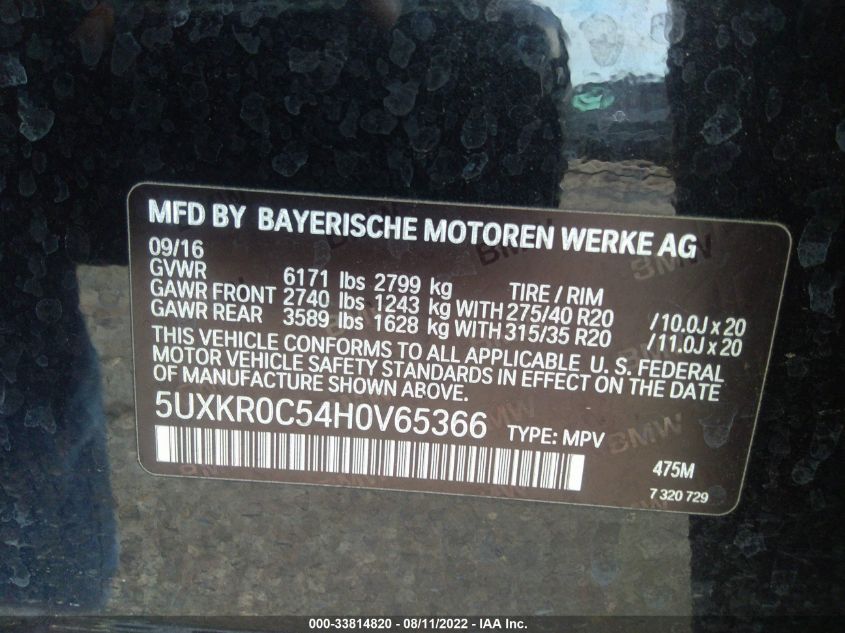 MFD BY BAYERISCHE MOTOREN WERKE AG
09/16
GVWR 6171 lbs 2799 kg TIRE / RIM
GAWR FRONT 2740 lbs 1243 kg WITH 275/40 R20 /10.0J x 20
GAWR REAR 3589 lbs 1628 kg WITH 315/35 R20 /11.0J x 20
THIS VEHICLE CONFORMS TO ALL APPLICABLE U. S. FEDERAL
MOTOR VEHICLE SAFETY STANDARDS IN EFFECT ON THE DATE
OF MANUFACTURE SHOWN ABOVE.
5UXKR0C54H0V65366 TYPE: MPV
475M
7 320 729
000-33814820 - 08/11/2022 - IAA Inc.